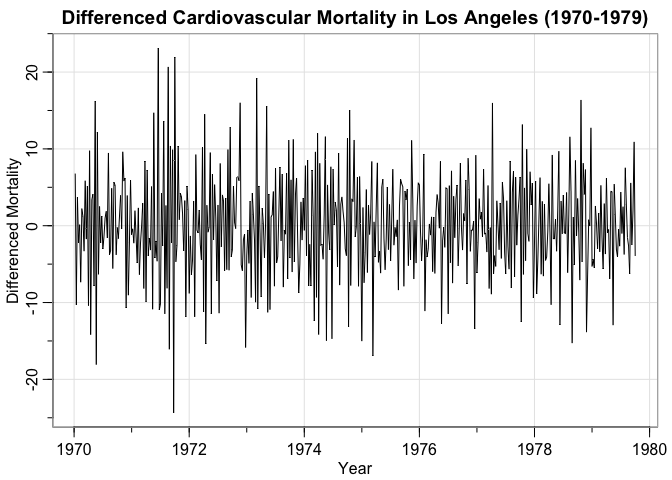 Differenced Cardiovascular Mortality in Los Angeles (1970-1979)
Differenced Mortality
20
10
0
-10
-20
1970 1972 1974 1976 1978 1980
Year